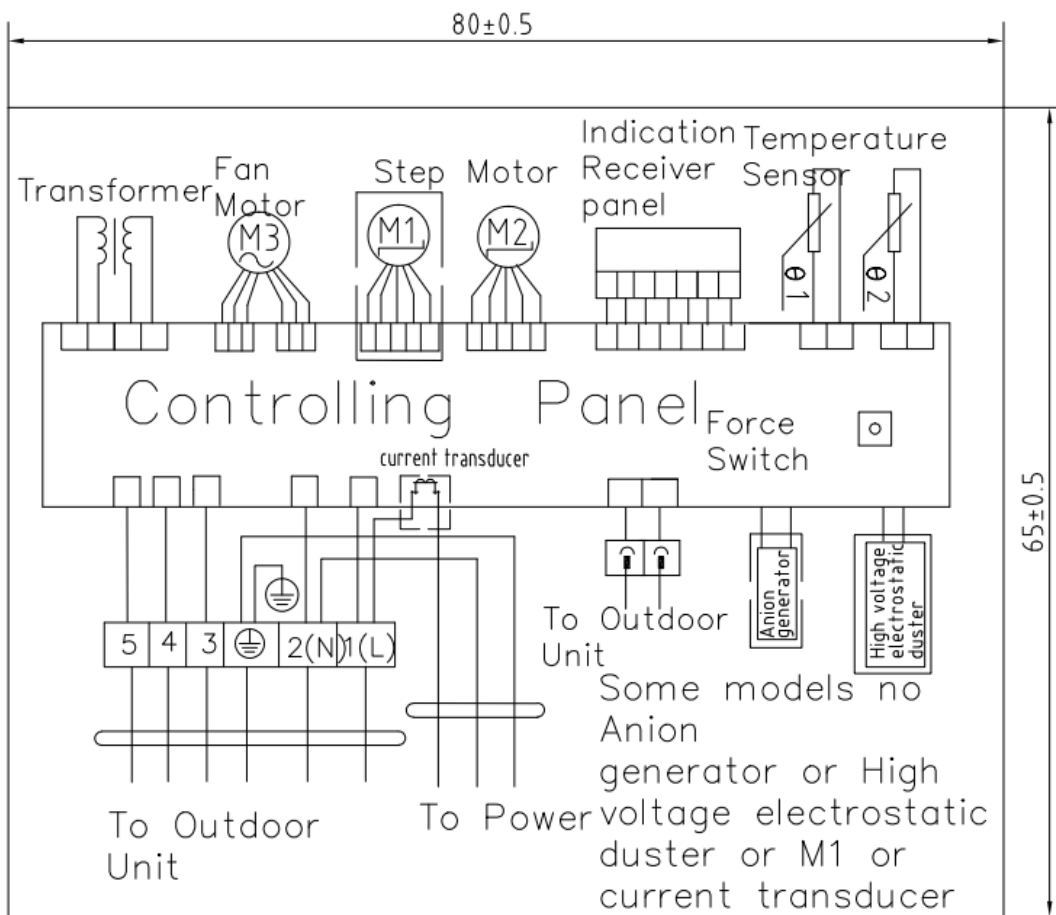 80±0.5
Transformer
Fan
Motor
Step Motor
Indication
Receiver
panel
Temperature
Sensor
M3
M1
M2
θ1
θ2
Controlling Panel
Force
Switch
current transducer
65±0.5
5 4 3 2(N) 1(L)
To Outdoor
Unit
To Power
To Outdoor
Unit
Anion
generator
High voltage
electrostatic
duster
Some models no
Anion
generator or High
voltage electrostatic
duster or M1 or
current transducer